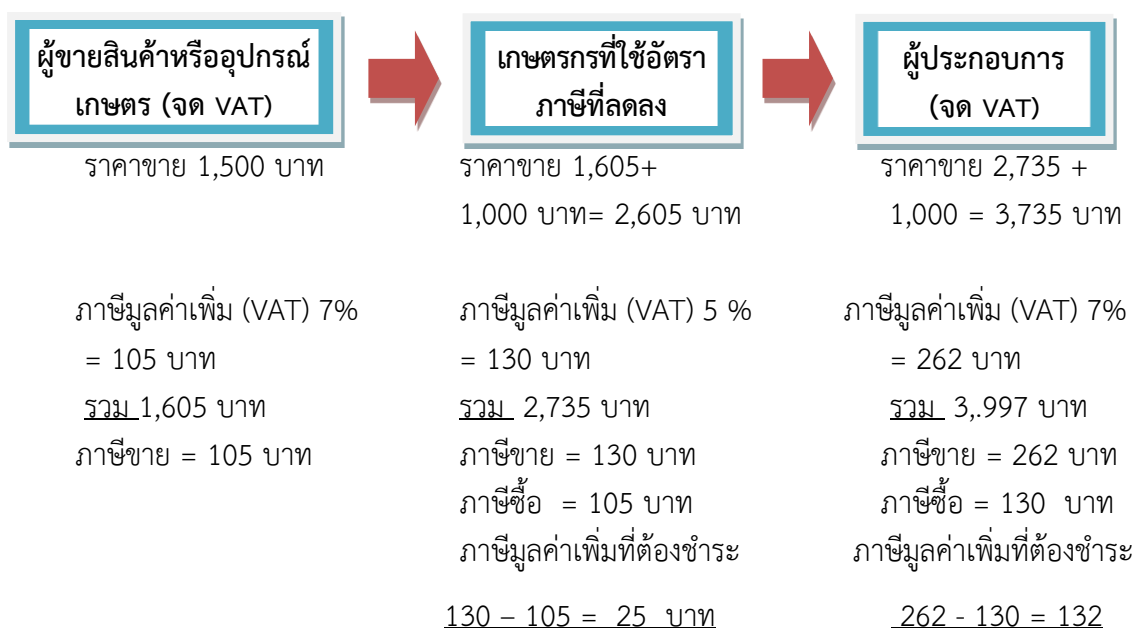 ผู้ขายสินค้าหรืออุปกรณ์
เกษตร (จด VAT)
ราคาขาย 1,500 บาท
ภาษีมูลค่าเพิ่ม (VAT) 7%
= 105 บาท
รวม 1,605 บาท
ภาษีขาย = 105 บาท
เกษตรกรที่ใช้อัตรา
ภาษีที่ลดลง
ราคาขาย 1,605+
1,000 บาท= 2,605 บาท
ภาษีมูลค่าเพิ่ม (VAT) 5 %
= 130 บาท
รวม 2,735 บาท
ภาษีขาย = 130 บาท
ภาษีซื้อ = 105 บาท
ภาษีมูลค่าเพิ่มที่ต้องชำระ
130 – 105 = 25 บาท
ผู้ประกอบการ
(จด VAT)
ราคาขาย 2,735 +
1,000 = 3,735 บาท
ภาษีมูลค่าเพิ่ม (VAT) 7%
= 262 บาท
รวม 3,.997 บาท
ภาษีขาย = 262 บาท
ภาษีซื้อ = 130 บาท
ภาษีมูลค่าเพิ่มที่ต้องชำระ
262 - 130 = 132